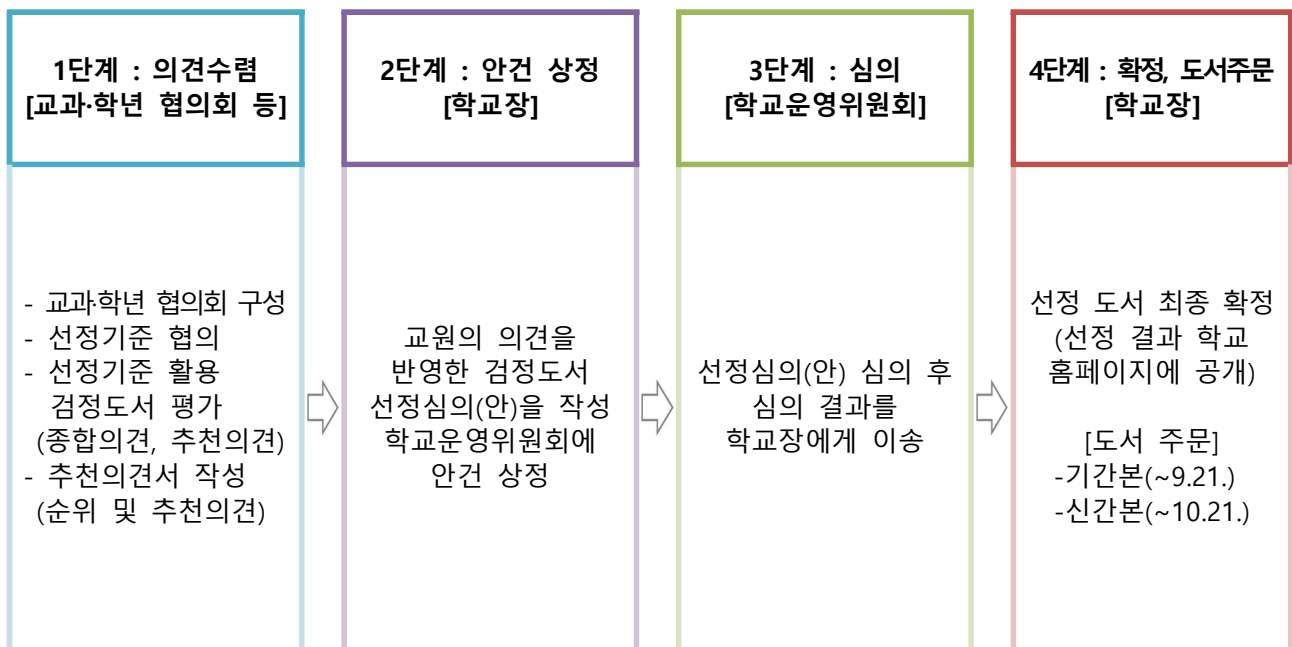 1단계 : 의견수렴
[교과·학년 협의회 등]
- 교과·학년 협의회 구성
- 선정기준 협의
- 선정기준 활용
검정도서 평가
(종합의견, 추천의견)
- 추천의견서 작성
(순위 및 추천의견)
2단계 : 안건 상정
[학교장]
교원의 의견을
반영한 검정도서
선정심의(안)을 작성
학교운영위원회에
안건 상정
3단계 : 심의
[학교운영위원회]
선정심의(안) 심의 후
심의 결과를
학교장에게 이송
4단계 : 확정, 도서주문
[학교장]
선정 도서 최종 확정
(선정 결과 학교
홈페이지에 공개)
[도서 주문]
-기간본(~9.21.)
-신간본(~10.21.)